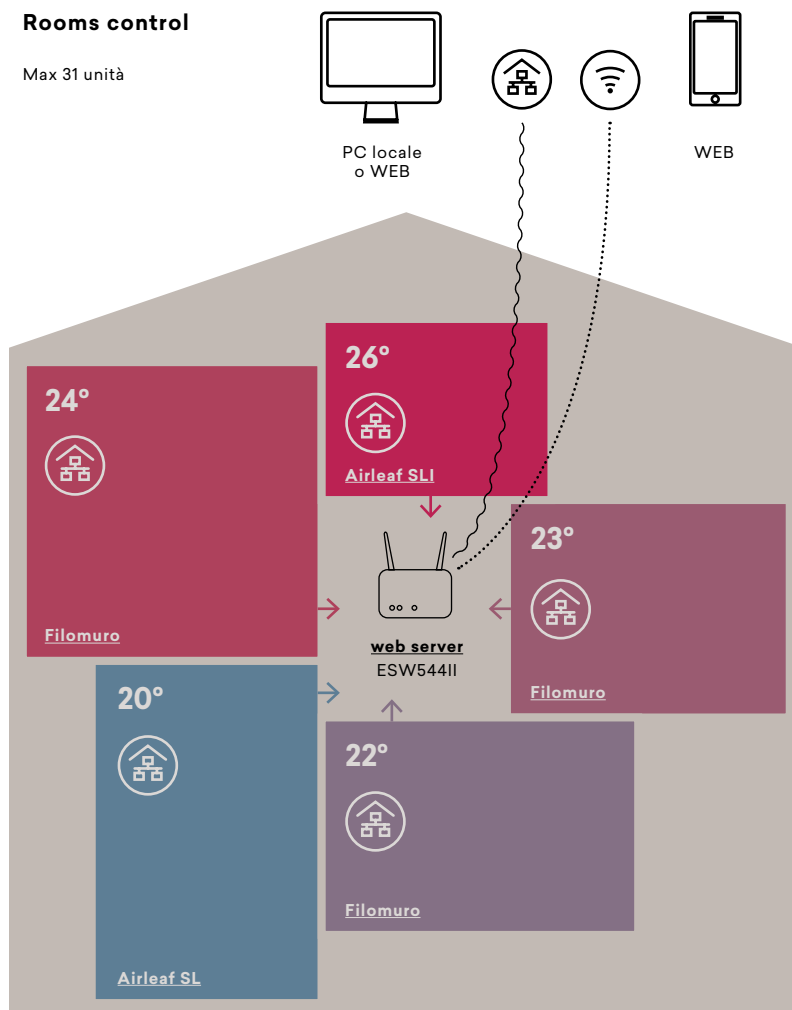 Rooms control
Max 31 unità
PC locale
o WEB
WEB
26°
Airleaf SLI
24°
Filomuro
23°
Filomuro
web server
ESW544II
20°
Airleaf SL
22°
Filomuro